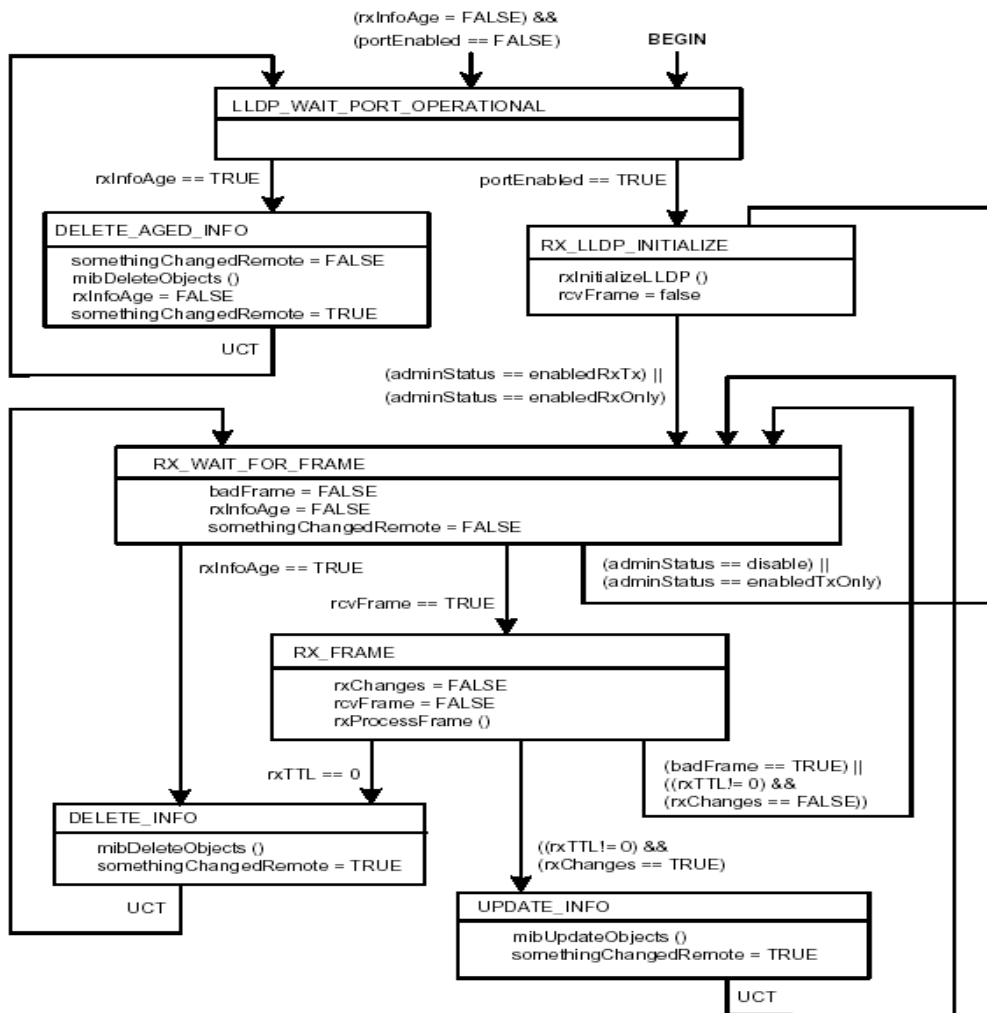 (rxInfoAge = FALSE) &&
(portEnabled == FALSE)
BEGIN
LLDP_WAIT_PORT_OPERATIONAL
rxInfoAge == TRUE
portEnabled == TRUE
DELETE_AGED_INFO
somethingChangedRemote = FALSE
mibDeleteObjects ()
rxInfoAge = FALSE
somethingChangedRemote = TRUE
UCT
RX_LLDP_INITIALIZE
rxInitializeLLDP ()
rcvFrame = false
(adminStatus == enabledRxTx) ||
(adminStatus == enabledRxOnly)
RX_WAIT_FOR_FRAME
badFrame = FALSE
rxInfoAge = FALSE
somethingChangedRemote = FALSE
rxInfoAge == TRUE
rcvFrame == TRUE
(adminStatus == disable) ||
(adminStatus == enabledTxOnly)
RX_FRAME
rxChanges = FALSE
rcvFrame = FALSE
rxProcessFrame ()
rxTTL == 0
(badFrame == TRUE) ||
((rxTTL!= 0) &&
(rxChanges == FALSE))
DELETE_INFO
mibDeleteObjects ()
somethingChangedRemote = TRUE
UCT
((rxTTL!= 0) &&
(rxChanges == TRUE)
UPDATE_INFO
mibUpdateObjects ()
somethingChangedRemote = TRUE
UCT